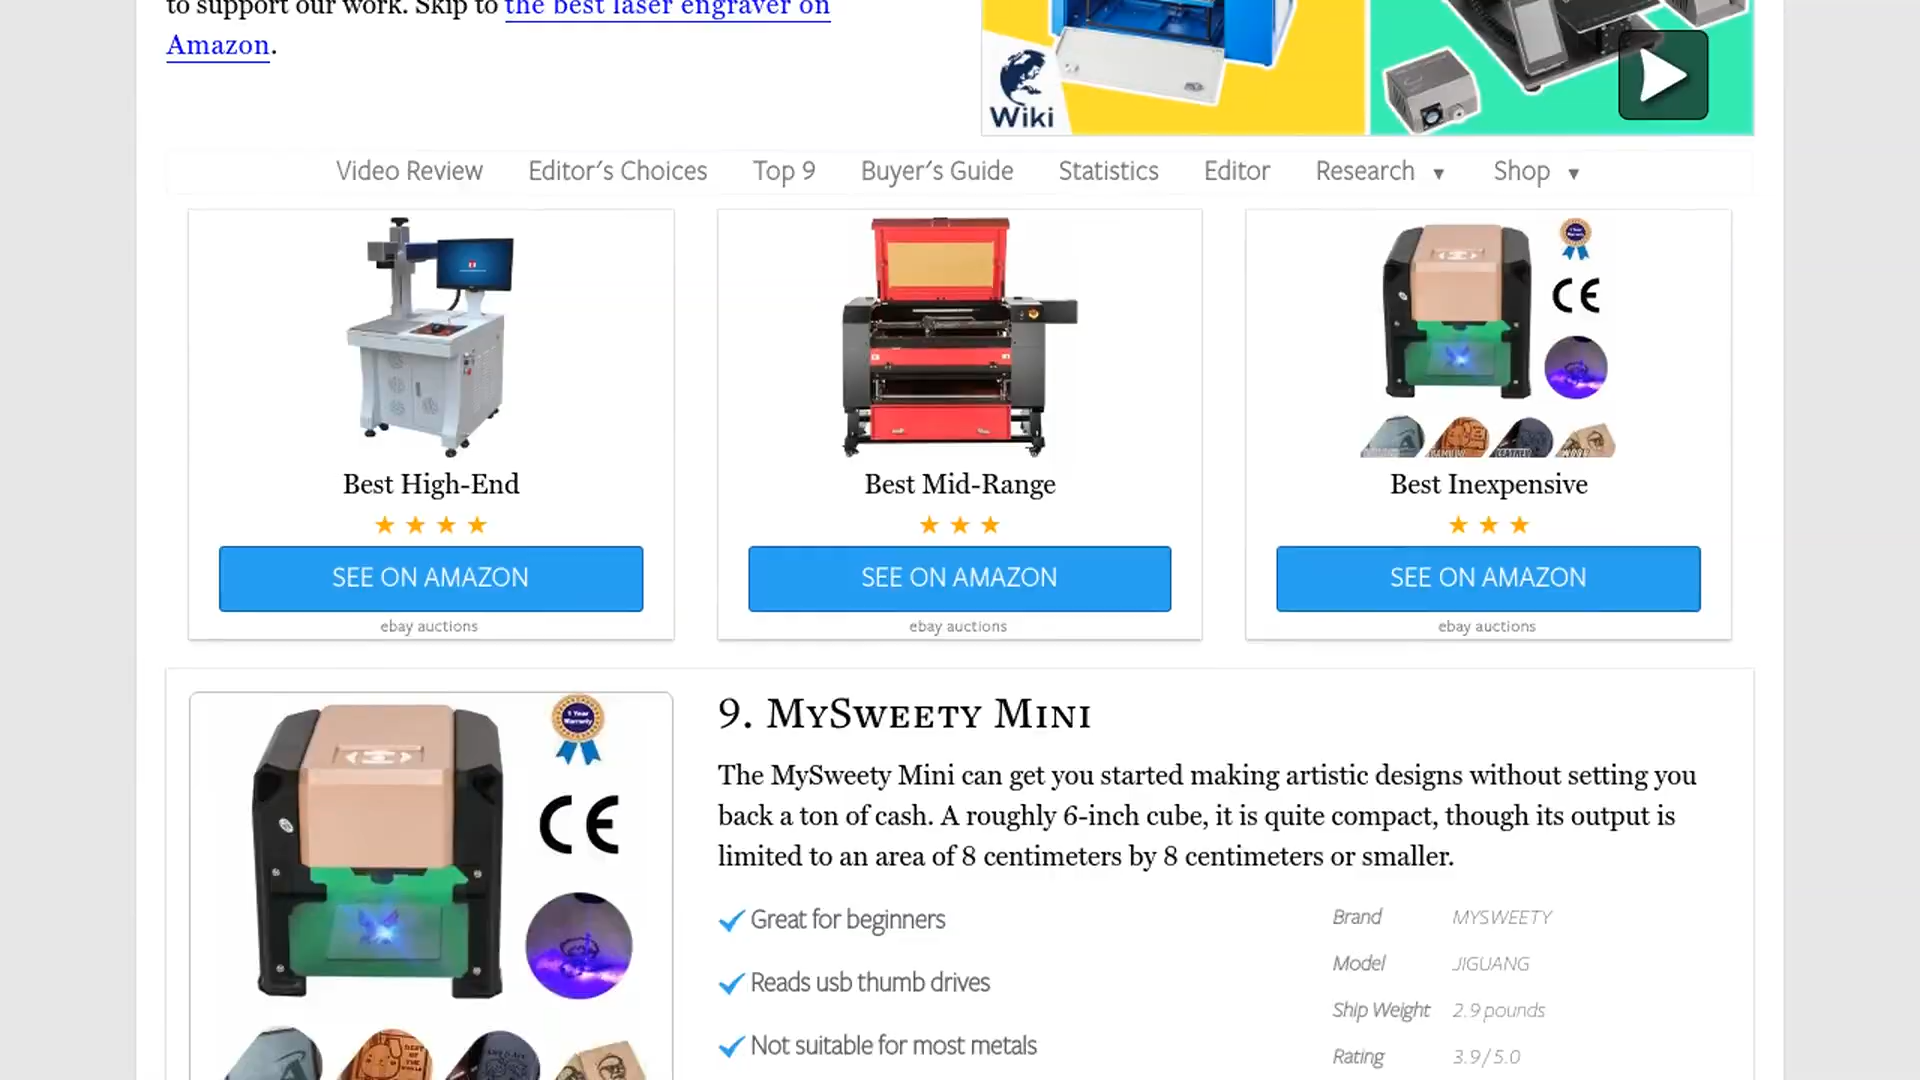 to support our work. Skip to the best laser engraver on
Amazon.
Wiki
Video Review Editor's Choices Top 9 Buyer's Guide Statistics Editor Research ▼ Shop ▼
CE
Best High-End
Best Mid-Range
Best Inexpensive
SEE ON AMAZON
SEE ON AMAZON
SEE ON AMAZON
ebay auctions
ebay auctions
ebay auctions
1 Year
Warranty
CE
9. MySweety Mini
The MySweety Mini can get you started making artistic designs without setting you
back a ton of cash. A roughly 6-inch cube, it is quite compact, though its output is
limited to an area of 8 centimeters by 8 centimeters or smaller.
Great for beginners
Reads usb thumb drives
Not suitable for most metals
Brand MYSWEETY
Model JIGUANG
Ship Weight 2.9 pounds
Rating 3.9 / 5.0